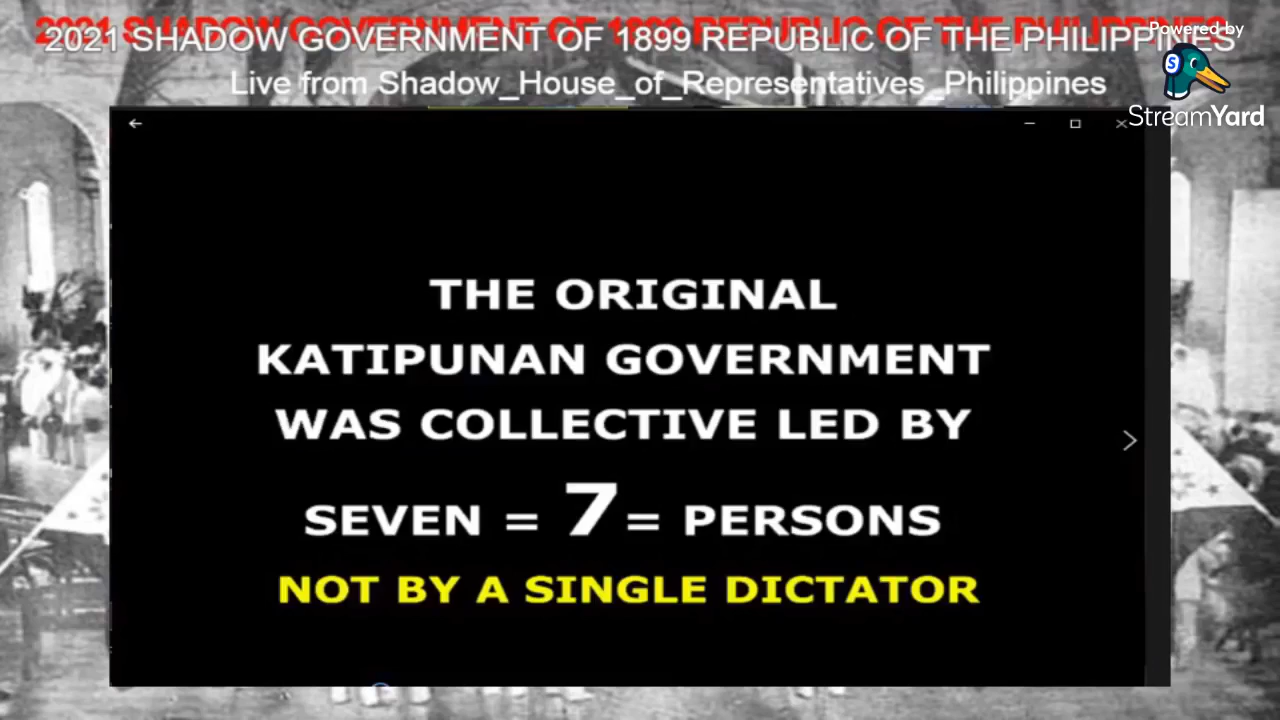 2021 SHADOW GOVERNMENT OF 1899 REPUBLIC OF THE PHILIPPINES
Powered by
Live from Shadow_House_of_Representatives_Philippines
S
StreamYard
THE ORIGINAL
KATIPUNAN GOVERNMENT
WAS COLLECTIVE LED BY
SEVEN = 7 = PERSONS
NOT BY A SINGLE DICTATOR